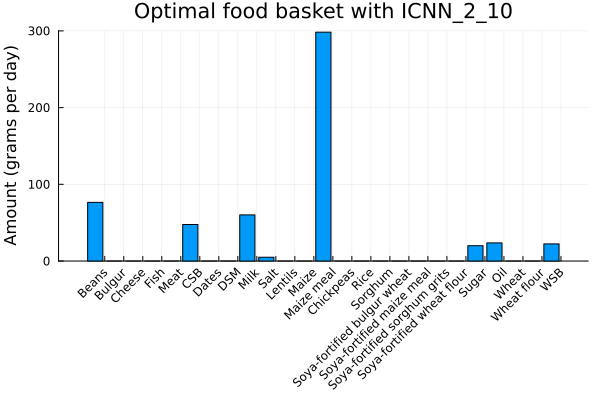 Optimal food basket with ICNN_2_10
Amount (grams per day)
300
200
100
0
Beans
Bulgur
Cheese
Fish
Meat
CSB
Dates
DSM
Milk
Salt
Lentils
Maize
Maize meal
Chickpeas
Rice
Sorghum
Soya-fortified bulgur wheat
Soya-fortified maize meal
Soya-fortified sorghum grits
Soya-fortified wheat flour
Sugar
Oil
Wheat
Wheat flour
WSB